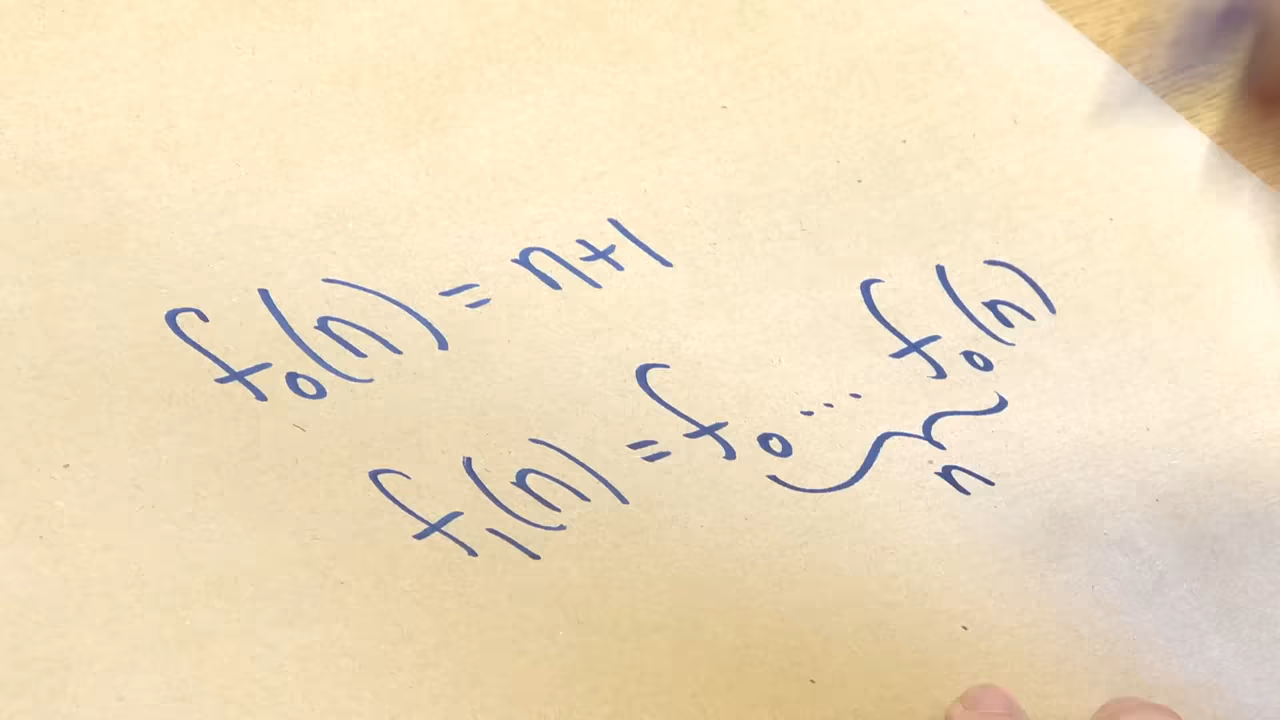 f₀(n) = n+1
f₁(n) = f₀ ... f₀(n)
n